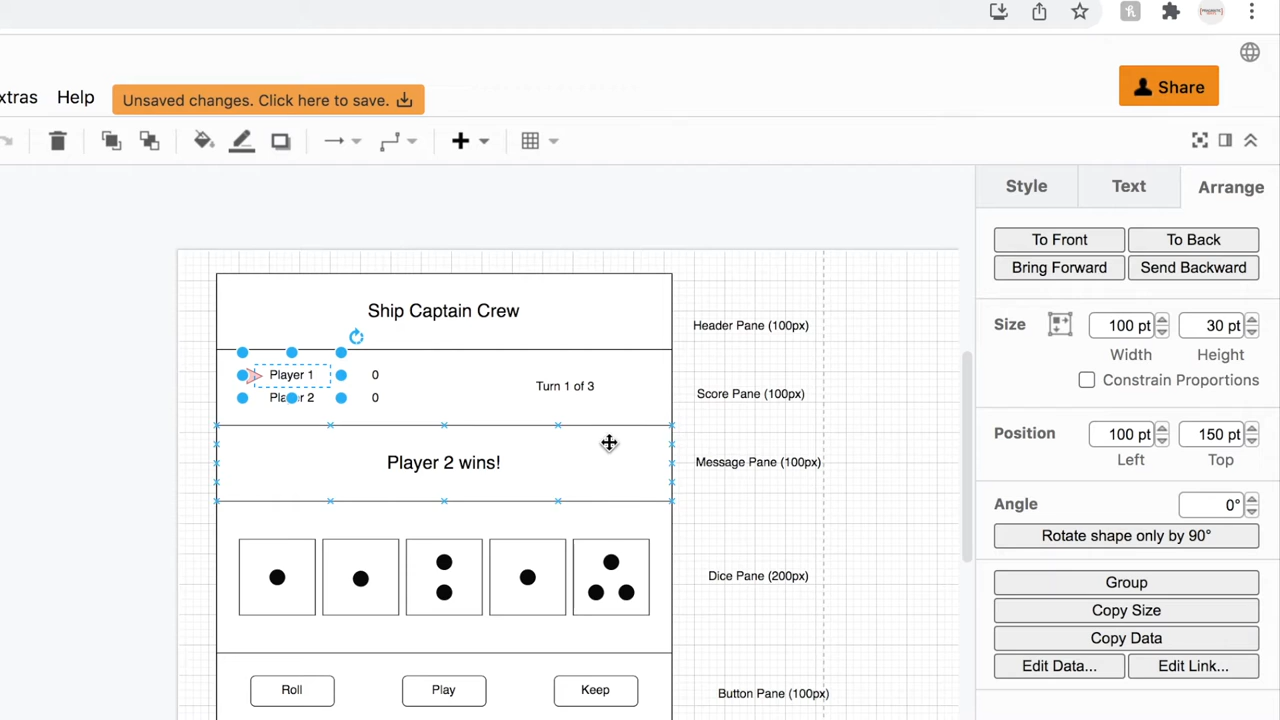 xtras Help Unsaved changes. Click here to save. Share
Style Text Arrange
To Front To Back
Bring Forward Send Backward
Size 100 pt 30 pt
Width Height
Constrain Proportions
Position 100 pt 150 pt
Left Top
Angle 0°
Rotate shape only by 90°
Group
Copy Size
Copy Data
Edit Data... Edit Link...
Ship Captain Crew
Header Pane (100px)
Player 1 0
Turn 1 of 3
Player 2 0
Score Pane (100px)
Player 2 wins!
Message Pane (100px)
Dice Pane (200px)
Roll Play Keep
Button Pane (100px)